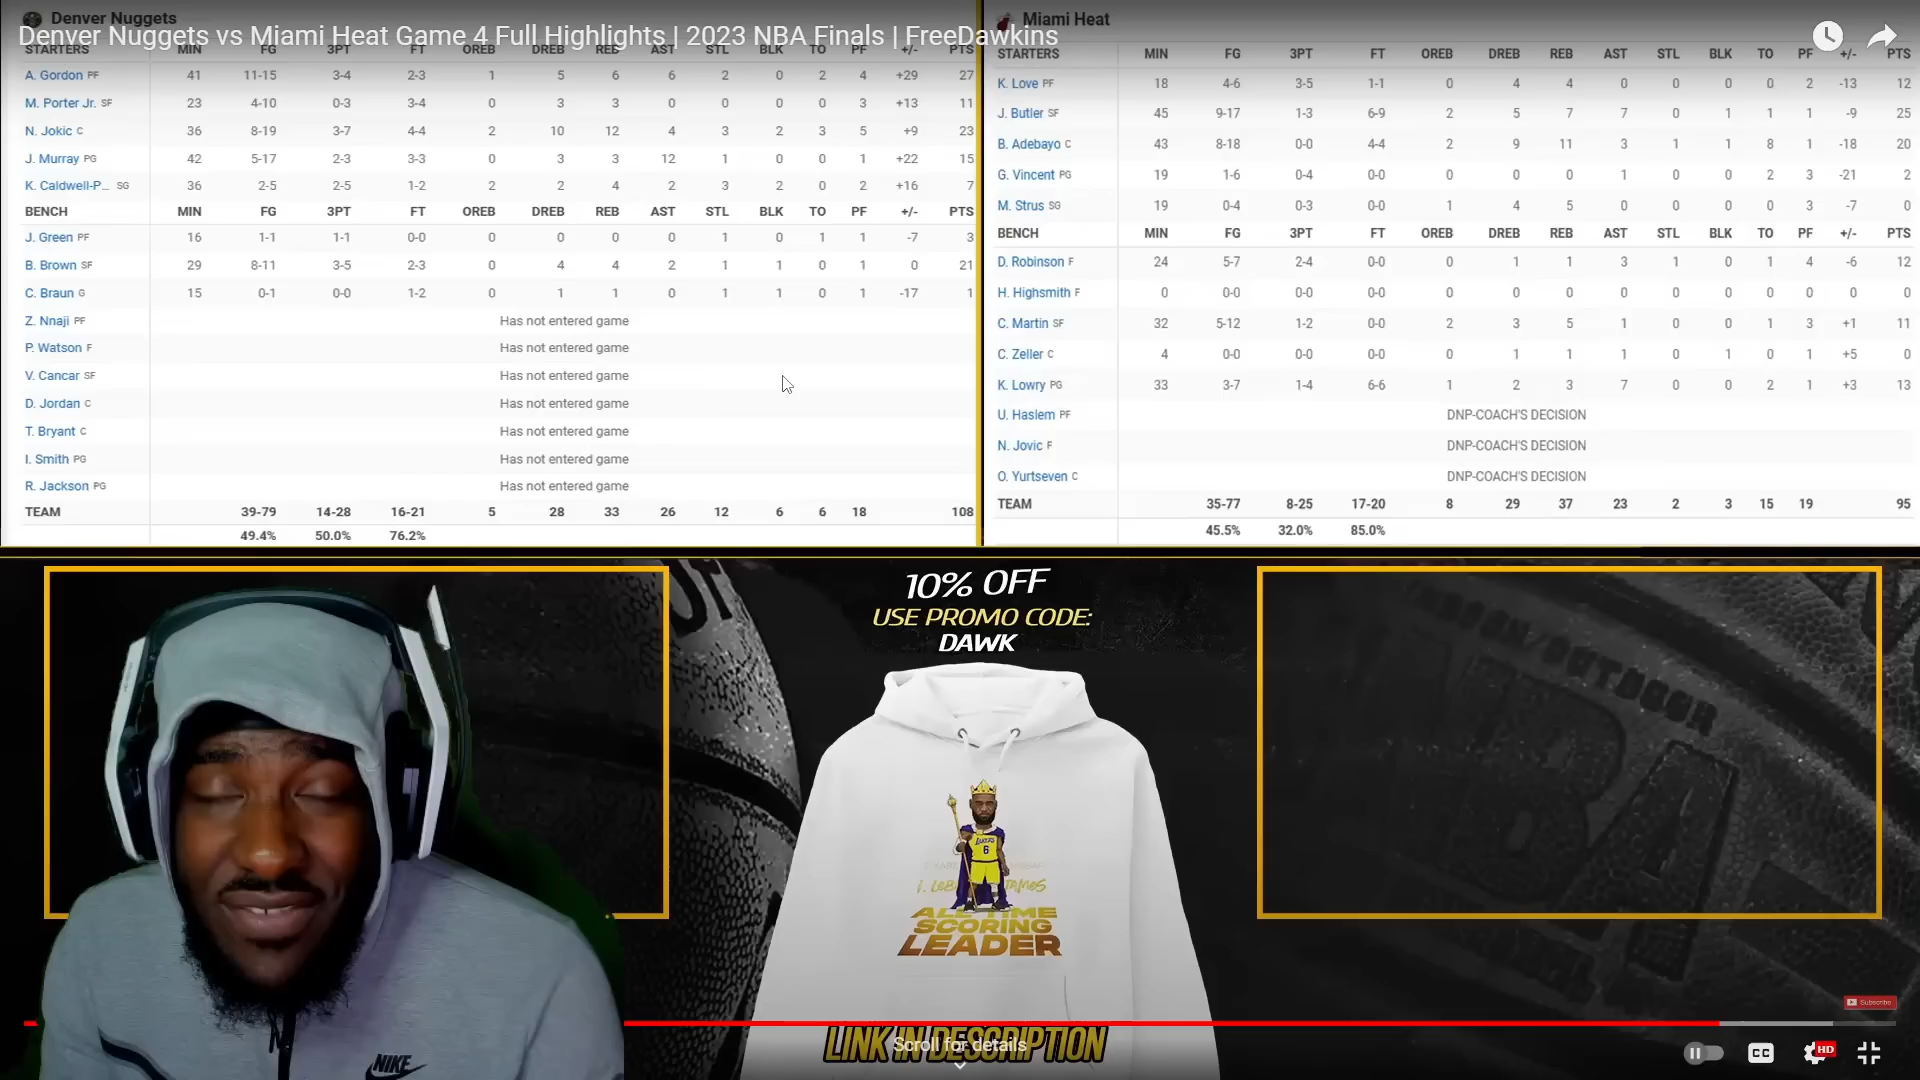 Denver Nuggets
Denver Nuggets vs Miami Heat Game 4 Full Highlights | 2023 NBA Finals | FreeDawkins
STARTERS MIN FG 3PT FT OREB DREB REB AST STL BLK TO PF +/- PTS
A. Gordon PF 41 11-15 3-4 2-3 1 5 6 6 2 0 2 4 +29 27
M. Porter Jr. SF 23 4-10 0-3 3-4 0 3 3 0 0 0 0 3 +13 11
N. Jokic C 36 8-19 3-7 4-4 2 10 12 4 3 2 3 5 +9 23
J. Murray PG 42 5-17 2-3 3-3 0 3 3 12 1 0 0 1 +22 15
K. Caldwell-P... SG 36 2-5 2-5 1-2 2 2 4 2 3 2 0 2 +16 7
BENCH MIN FG 3PT FT OREB DREB REB AST STL BLK TO PF +/- PTS
J. Green PF 16 1-1 1-1 0-0 0 0 0 0 1 0 1 1 -7 3
B. Brown SF 29 8-11 3-5 2-3 0 4 4 2 1 1 0 1 0 21
C. Braun G 15 0-1 0-0 1-2 0 1 1 0 1 1 0 1 -17 1
Z. Nnaji PF Has not entered game
P. Watson F Has not entered game
V. Cancar SF Has not entered game
D. Jordan C Has not entered game
T. Bryant C Has not entered game
I. Smith PG Has not entered game
R. Jackson PG Has not entered game
TEAM 39-79 14-28 16-21 5 28 33 26 12 6 6 18 108
49.4% 50.0% 76.2%
Miami Heat
STARTERS MIN FG 3PT FT OREB DREB REB AST STL BLK TO PF +/- PTS
K. Love PF 18 4-6 3-5 1-1 0 4 4 0 0 0 0 2 -13 12
J. Butler SF 45 9-17 1-3 6-9 2 5 7 7 0 1 1 1 -9 25
B. Adebayo C 43 8-18 0-0 4-4 2 9 11 3 1 1 8 1 -18 20
G. Vincent PG 19 1-6 0-4 0-0 0 0 0 1 0 0 2 3 -21 2
M. Strus SG 19 0-4 0-3 0-0 1 4 5 0 0 0 0 3 -7 0
BENCH MIN FG 3PT FT OREB DREB REB AST STL BLK TO PF +/- PTS
D. Robinson F 24 5-7 2-4 0-0 0 1 1 3 1 0 1 4 -6 12
H. Highsmith F 0 0-0 0-0 0-0 0 0 0 0 0 0 0 0 0 0
C. Martin SF 32 5-12 1-2 0-0 2 3 5 1 0 0 1 3 +1 11
C. Zeller C 4 0-0 0-0 0-0 0 1 1 1 0 1 0 1 +5 0
K. Lowry PG 33 3-7 1-4 6-6 1 2 3 7 0 0 2 1 +3 13
U. Haslem PF DNP-COACH'S DECISION
N. Jovic F DNP-COACH'S DECISION
O. Yurtseven C DNP-COACH'S DECISION
TEAM 35-77 8-25 17-20 8 29 37 23 2 3 15 19 95
45.5% 32.0% 85.0%
10% OFF
USE PROMO CODE:
DAWK
LAKERS
6
ALL TIME
SCORING
LEADER
LINK IN DESCRIPTION
Scroll for details
NIKE
Subscribe
CC
HD